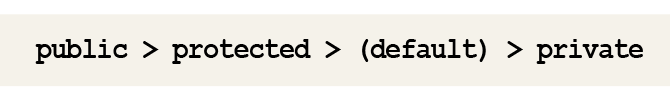 public > protected > (default) > private